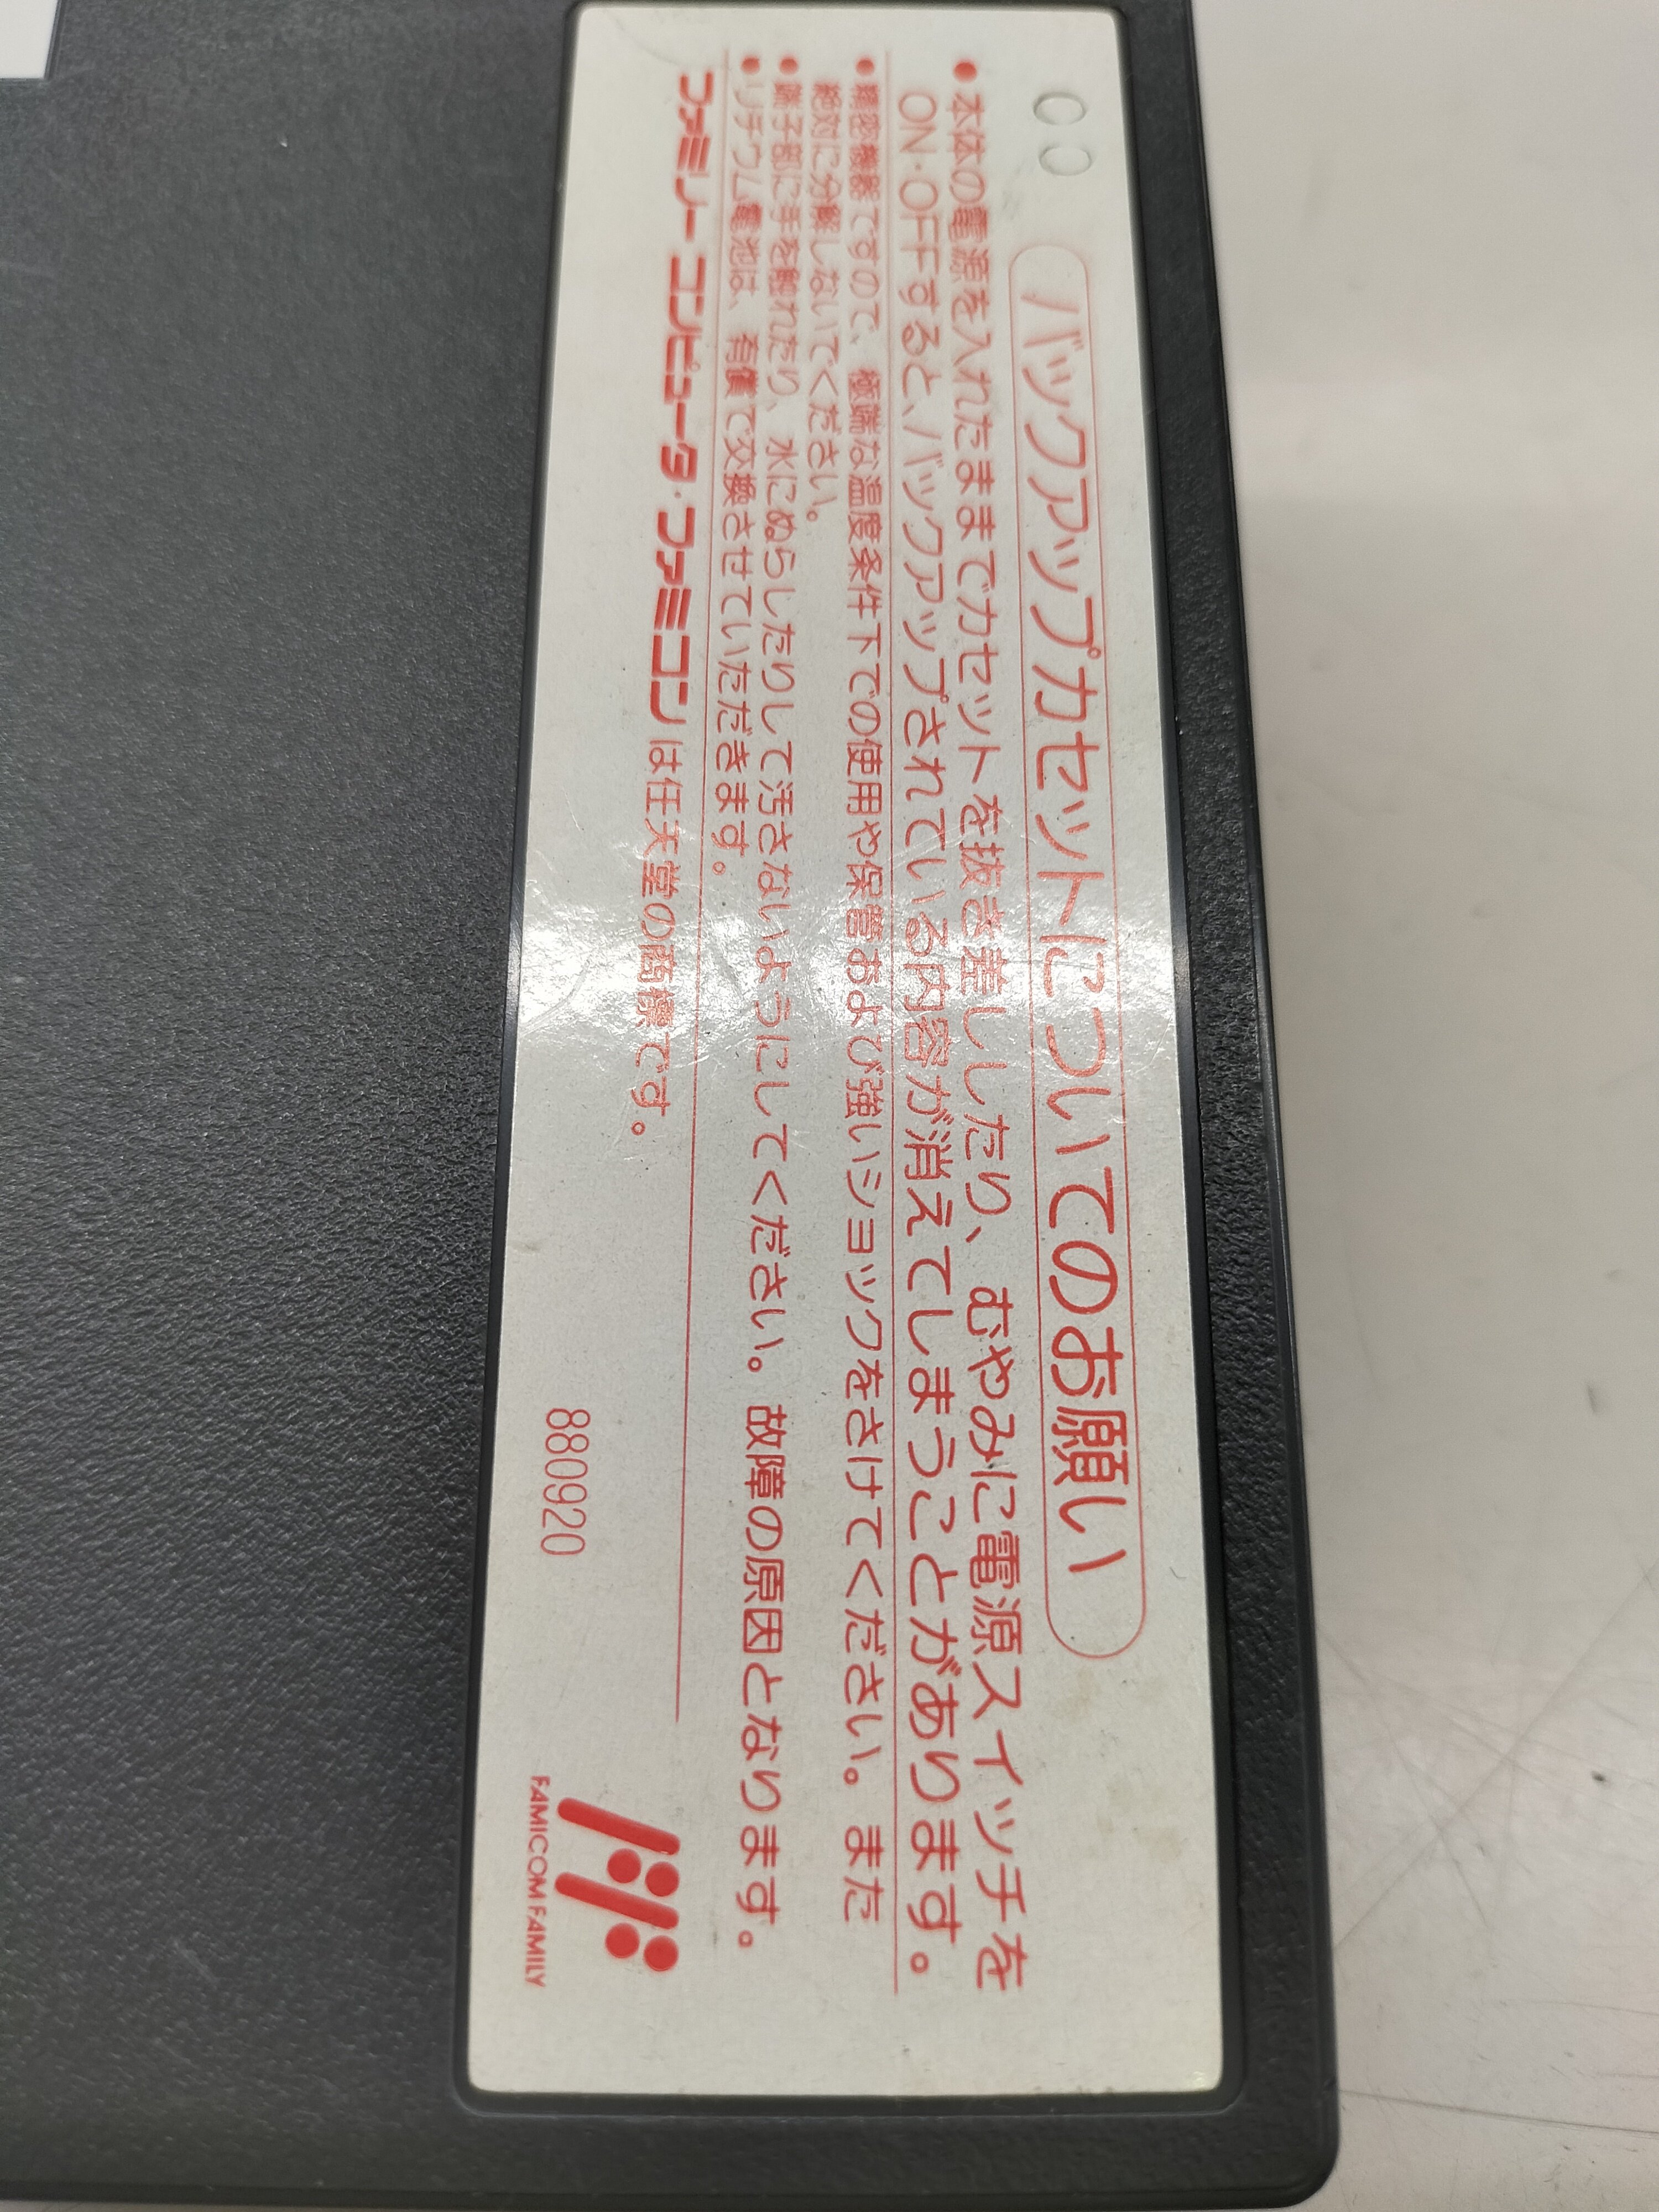 バックアップカセットについてのお願い
●本体の電源を入れたままでカセットを抜き差ししたり、むやみに電源スイッチを
ON・OFFすると、バックアップされている内容が消えてしまうことがあります。
●精密機器ですので、極端な温度条件下での使用や保管および強いショックをさけてください。また
絶対に分解しないでください。
●端子部に手を触れたり、水にぬらしたりして汚さないようにしてください。故障の原因となります。
●リチウム電池は、有償で交換させていただきます。
ファミリーコンピュータ・ファミコンは任天堂の商標です。
880920
FAMICOM FAMILY